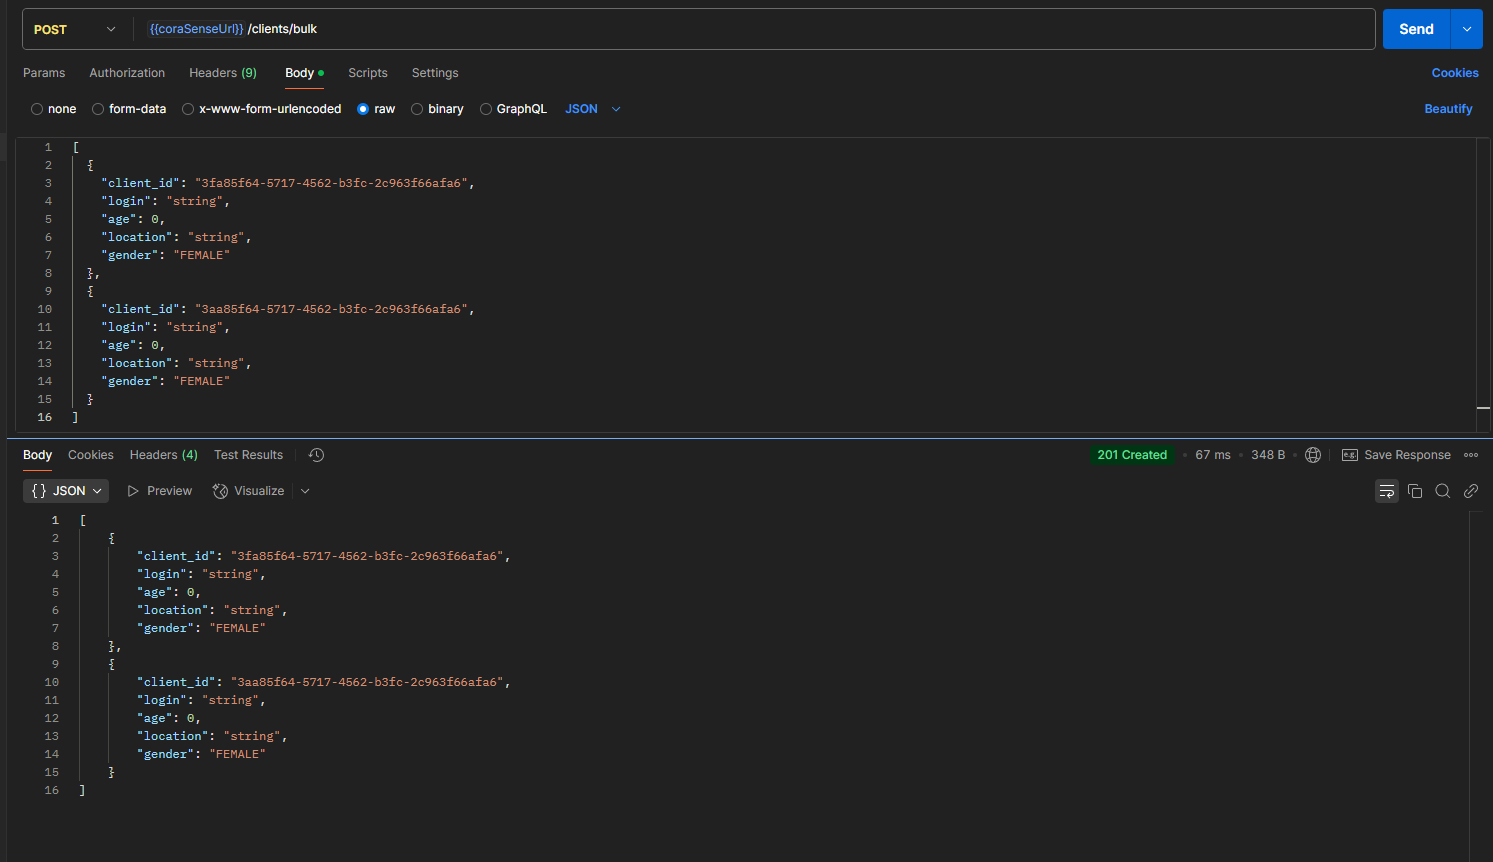 POST {{coraSenseUrl}} /clients/bulk Send
Params Authorization Headers (9) Body Scripts Settings Cookies
none form-data x-www-form-urlencoded raw binary GraphQL JSON Beautify
1 [
2 {
3 "client_id": "3fa85f64-5717-4562-b3fc-2c963f66afa6",
4 "login": "string",
5 "age": 0,
6 "location": "string",
7 "gender": "FEMALE"
8 },
9 {
10 "client_id": "3aa85f64-5717-4562-b3fc-2c963f66afa6",
11 "login": "string",
12 "age": 0,
13 "location": "string",
14 "gender": "FEMALE"
15 }
16 ]
Body Cookies Headers (4) Test Results 201 Created • 67 ms • 348 B • e.g. Save Response
{} JSON Preview Visualize
1 [
2 {
3 "client_id": "3fa85f64-5717-4562-b3fc-2c963f66afa6",
4 "login": "string",
5 "age": 0,
6 "location": "string",
7 "gender": "FEMALE"
8 },
9 {
10 "client_id": "3aa85f64-5717-4562-b3fc-2c963f66afa6",
11 "login": "string",
12 "age": 0,
13 "location": "string",
14 "gender": "FEMALE"
15 }
16 ]